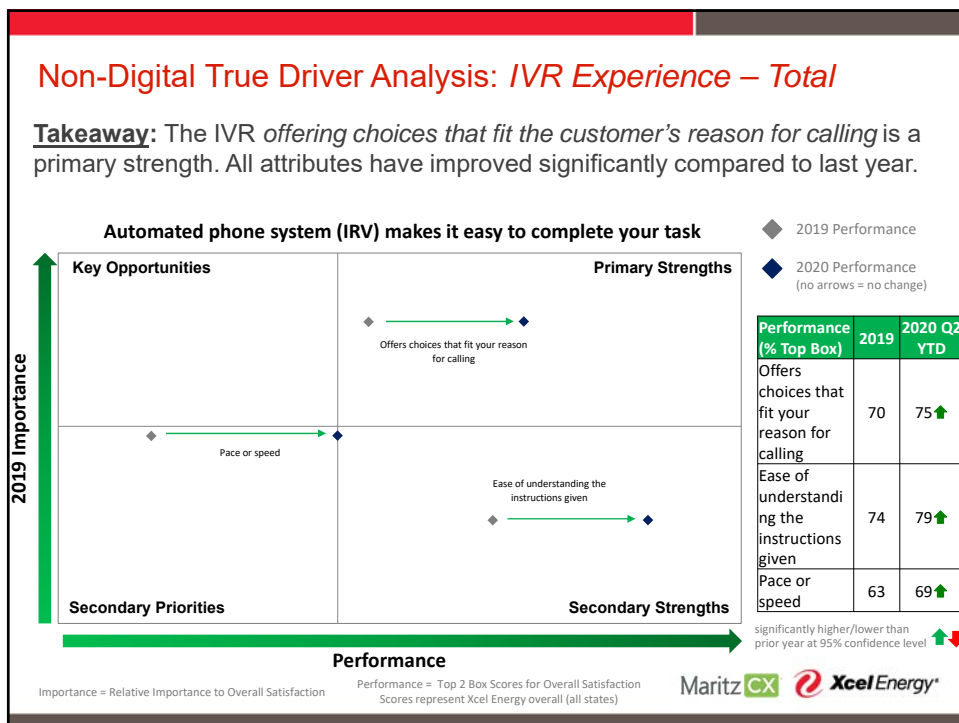 Non-Digital True Driver Analysis: IVR Experience – Total
Takeaway: The IVR offering choices that fit the customer's reason for calling is a
primary strength. All attributes have improved significantly compared to last year.
Automated phone system (IRV) makes it easy to complete your task
2019 Performance
2020 Performance
(no arrows = no change)
Key Opportunities
Primary Strengths
Offers choices that fit your reason
for calling
Pace or speed
Ease of understanding the
instructions given
Secondary Priorities
Secondary Strengths
2019 Importance
Performance
Performance
(% Top Box)
2019
2020 Q2
YTD
Offers
choices that
fit your
reason for
calling
70
75
Ease of
understandi
ng the
instructions
given
74
79
Pace or
speed
63
69
significantly higher/lower than
prior year at 95% confidence level
Importance = Relative Importance to Overall Satisfaction
Performance = Top 2 Box Scores for Overall Satisfaction
Scores represent Xcel Energy overall (all states)
MaritzCX
Xcel Energy®